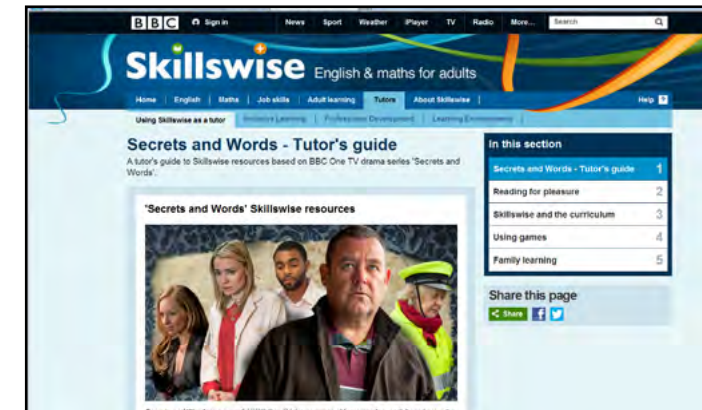 BBC Sign in News Sport Weather iPlayer TV Radio More... Search
Skillswise English & maths for adults
Home English Maths Job skills Adult learning Tutors About Skillswise Help ?
Using Skillswise as a tutor Inclusive Learning Professional Development Learning Environments
Secrets and Words - Tutor's guide
A tutor's guide to Skillswise resources based on BBC One TV drama series 'Secrets and
Words'.
'Secrets and Words' Skillswise resources
In this section
Secrets and Words - Tutor's guide 1
Reading for pleasure 2
Skillswise and the curriculum 3
Using games 4
Family learning 5
Share this page
Share f